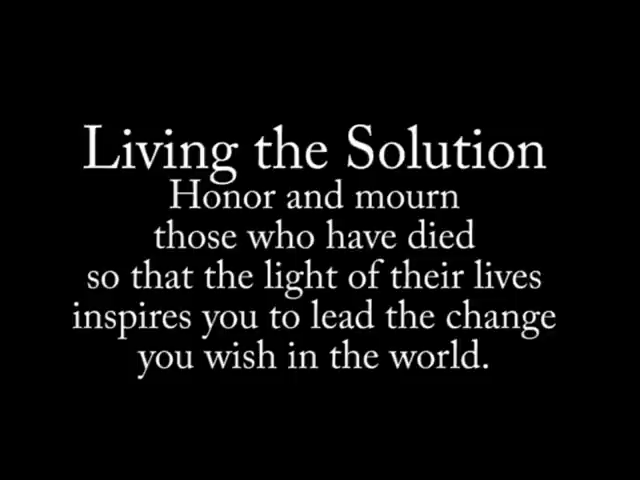 Living the Solution
Honor and mourn
those who have died
so that the light of their lives
inspires you to lead the change
you wish in the world.